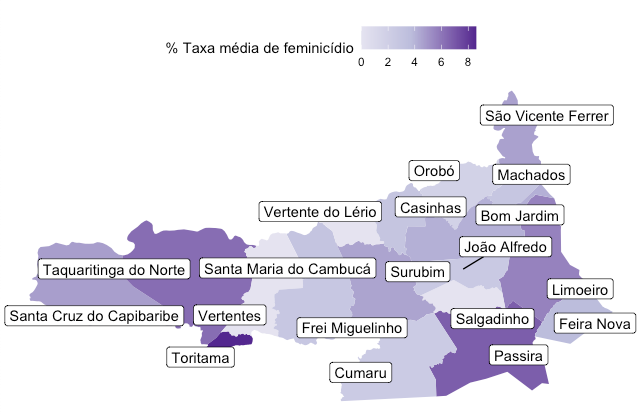 % Taxa média de feminicídio
0 2 4 6 8
São Vicente Ferrer
Orobó
Machados
Vertente do Lério
Casinhas
Bom Jardim
João Alfredo
Taquaritinga do Norte
Santa Maria do Cambucá
Surubim
Limoeiro
Santa Cruz do Capibaribe
Vertentes
Salgadinho
Feira Nova
Frei Miguelinho
Toritama
Passira
Cumaru